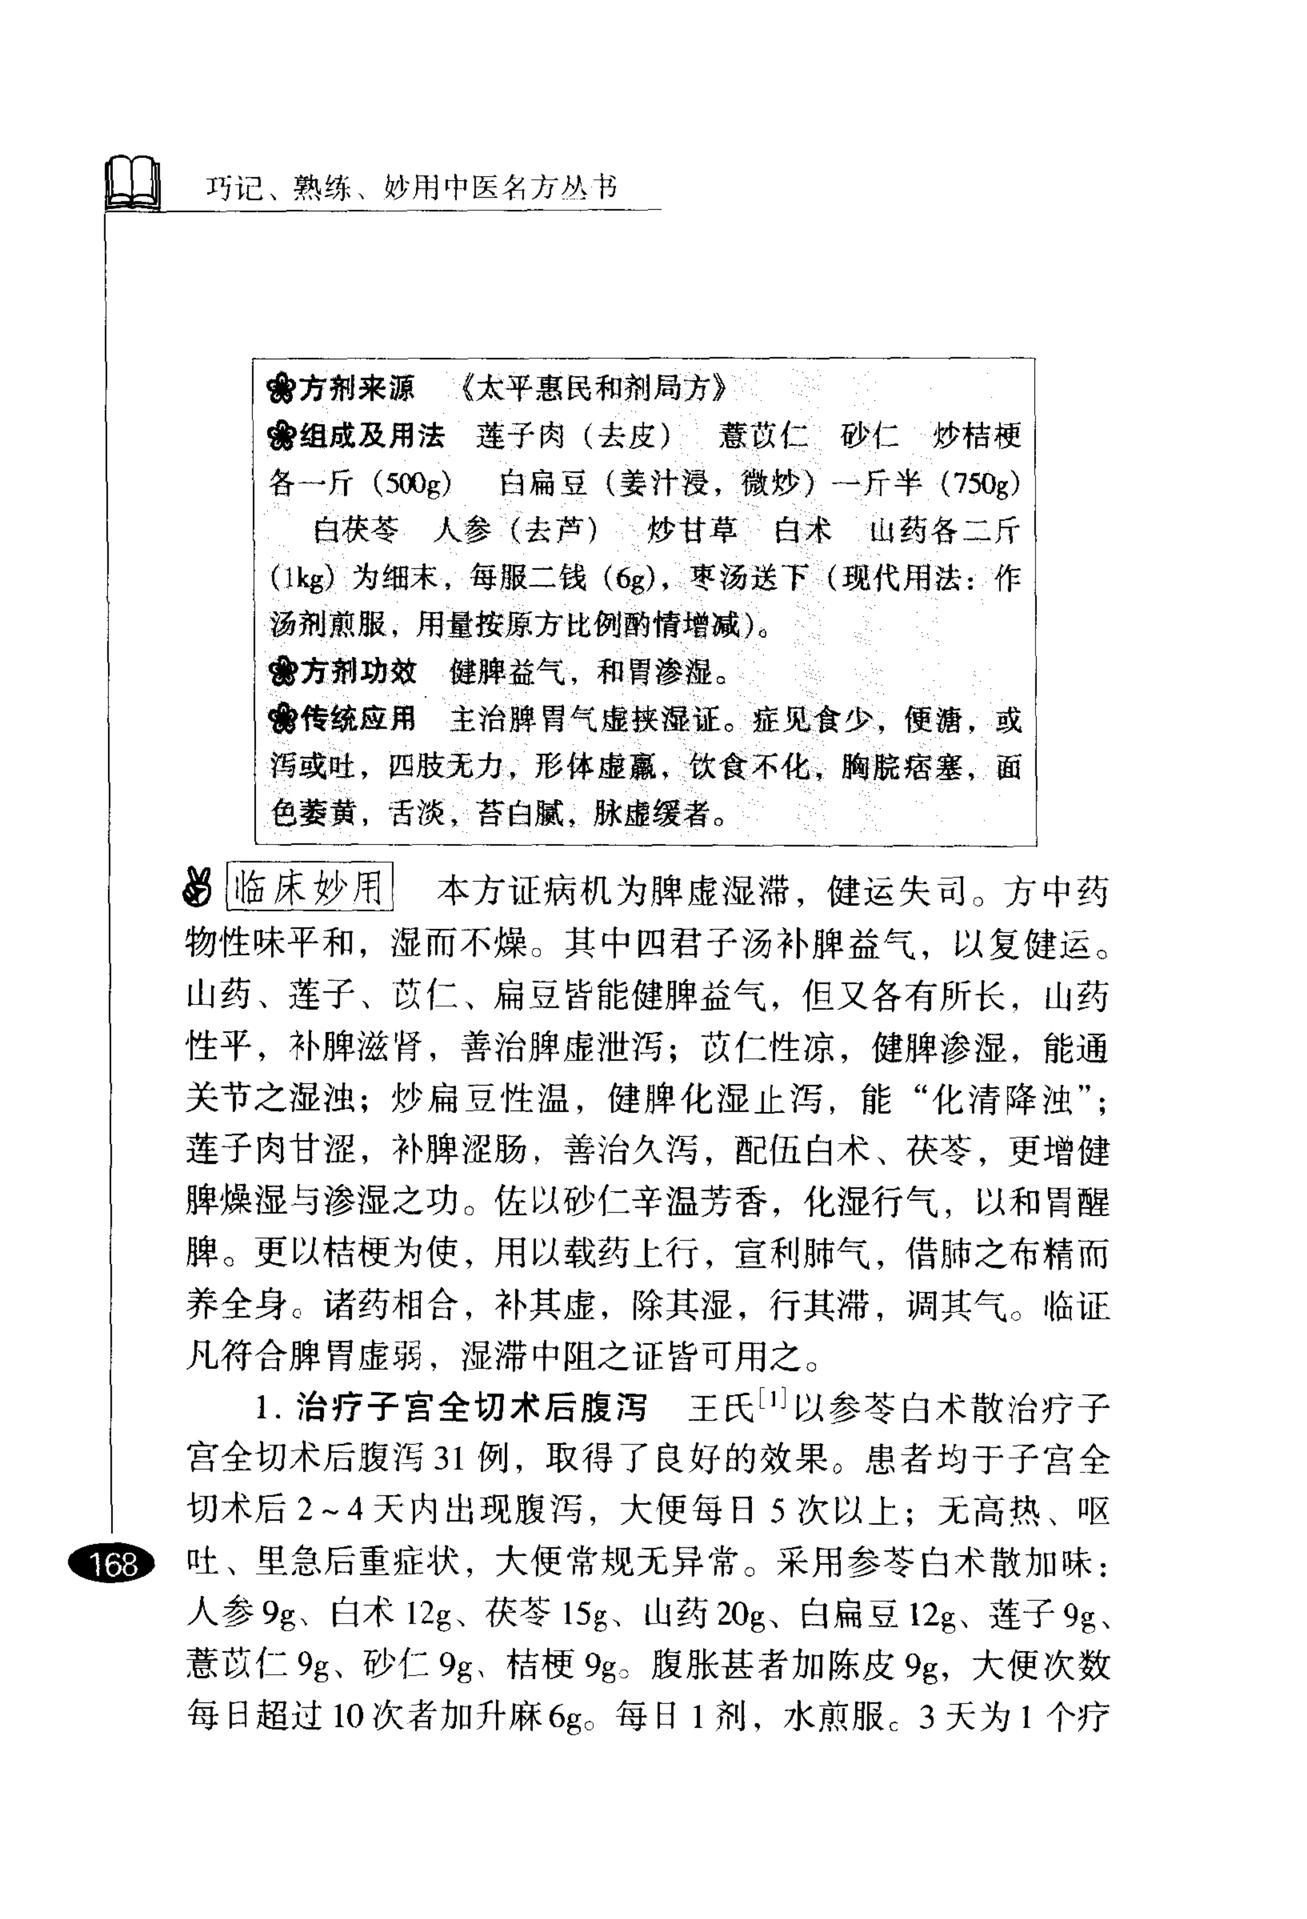 巧记、熟练、妙用中医名方丛书
方剂来源 《太平惠民和剂局方》
组成及用法 莲子肉（去皮） 薏苡仁 砂仁 炒桔梗
各一斤（500g） 白扁豆（姜汁浸，微炒）一斤半（750g）
白茯苓 人参（去芦） 炒甘草 白术 山药各二斤
(1kg) 为细末，每服二钱（6g)，枣汤送下（现代用法：作
汤剂煎服，用量按原方比例酌情增减)。
方剂功效 健脾益气，和胃渗湿。
传统应用 主治脾胃气虚挟湿证。症见食少，便溏，或
泻或吐，四肢无力，形体虚羸，饮食不化，胸脘痞塞，面
色萎黄，舌淡，苔白腻，脉虚缓者。
临床妙用 本方证病机为脾虚湿滞，健运失司。方中药
物性味平和，湿而不燥。其中四君子汤补脾益气，以复健运。
山药、莲子、苡仁、扁豆皆能健脾益气，但又各有所长，山药
性平，补脾滋肾，善治脾虚泄泻；苡仁性凉，健脾渗湿，能通
关节之湿浊；炒扁豆性温，健脾化湿止泻，能“化清降浊”；
莲子肉甘涩，补脾涩肠，善治久泻，配伍白术、茯苓，更增健
脾燥湿与渗湿之功。佐以砂仁辛温芳香，化湿行气，以和胃醒
脾。更以桔梗为使，用以载药上行，宣利肺气，借肺之布精而
养全身。诸药相合，补其虚，除其湿，行其滞，调其气。临证
凡符合脾胃虚弱，湿滞中阻之证皆可用之。
1. 治疗子宫全切术后腹泻 王氏[1]以参苓白术散治疗子
宫全切术后腹泻 31 例，取得了良好的效果。患者均于子宫全
切术后 2～4 天内出现腹泻，大便每日 5 次以上；无高热、呕
吐、里急后重症状，大便常规无异常。采用参苓白术散加味：
人参 9g、白术 12g、茯苓 15g、山药 20g、白扁豆 12g、莲子 9g、
薏苡仁 9g、砂仁 9g、桔梗 9g。腹胀甚者加陈皮 9g，大便次数
每日超过 10 次者加升麻 6g。每日 1 剂，水煎服。3 天为 1 个疗
168